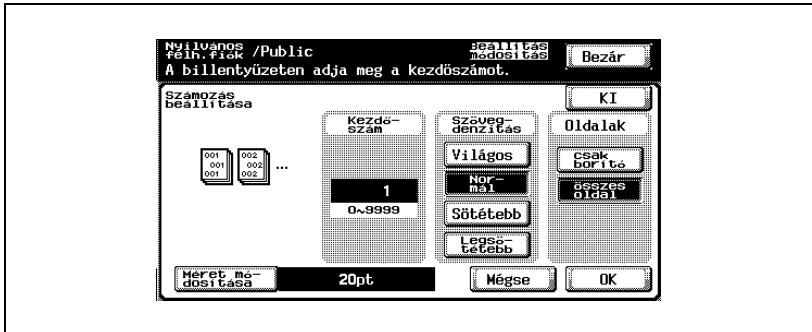 Nyilvános
félh.fiók /Public
Beállítás
módosítás
Bezár
A billentyűzeten adja meg a kezdőszámot.
Számozás
beállítása
KI
Kezdő-
szám
Szöveg-
denzitás
Oldalak
001
001
001
002
002
002
...
Világos
csak
borító
Nor-
mál
összes
oldal
1
0~9999
Sötétebb
Legsö-
tétebb
Méret mó-
dosítása
20pt
Mégse
OK